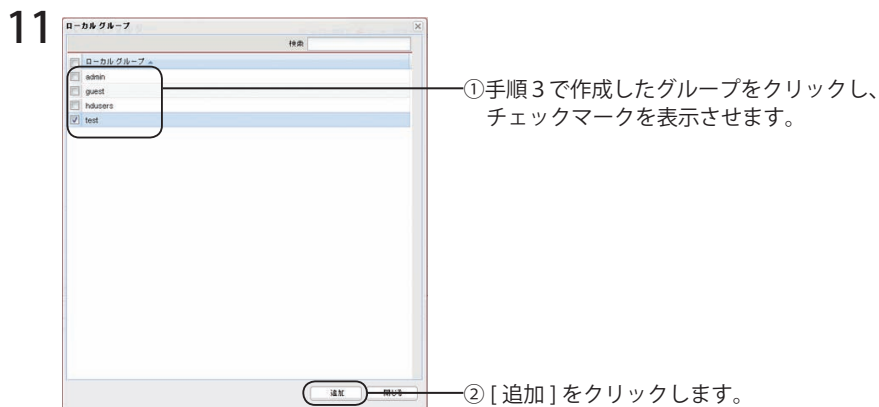 11
ローカル グループ
検索
ローカル グループ
admin
guest
hdusers
test
①手順３で作成したグループをクリックし、
チェックマークを表示させます。
追加 閉じる
② [ 追加 ] をクリックします。